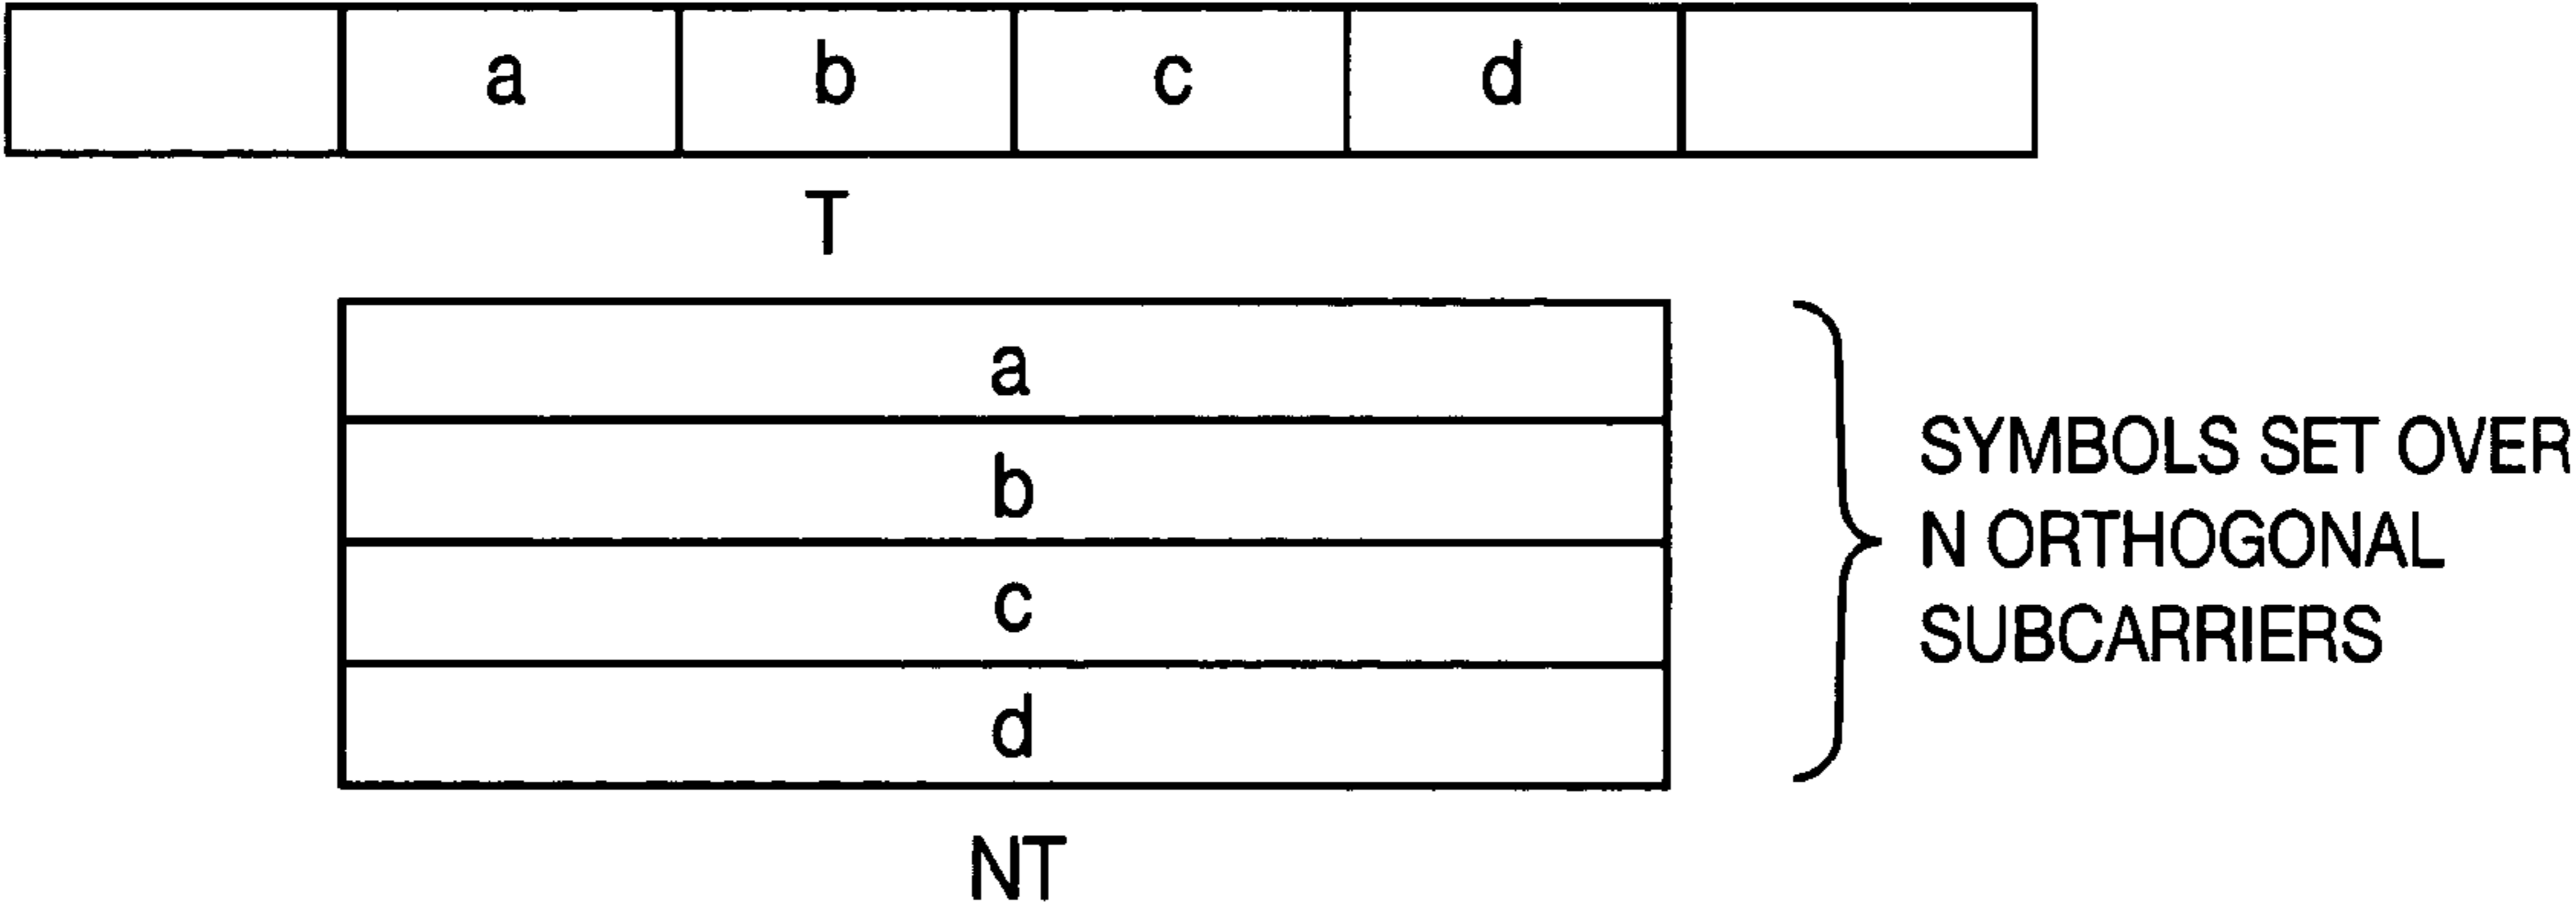 a b c d
T
a
b
c
d
SYMBOLS SET OVER
N ORTHOGONAL
SUBCARRIERS
NT